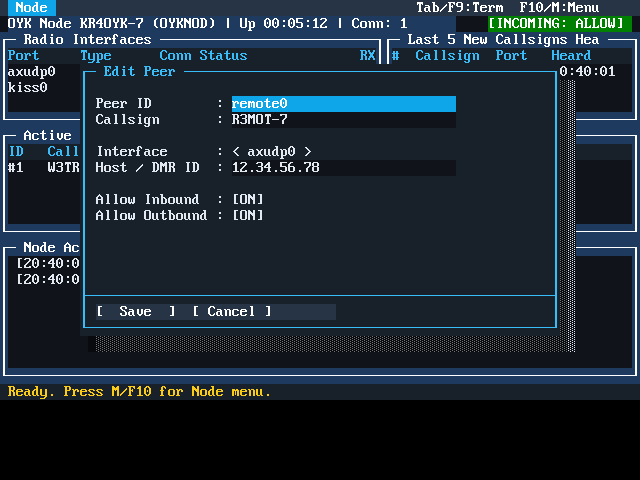 Node Tab/F9:Term F10/M:Menu
OYK Node KR4OYK-7 (OYKNOD) | Up 00:05:12 | Conn: 1 [INCOMING: ALLOW]
Radio Interfaces Last 5 New Callsigns Hea
Port Type Conn Status RX # Callsign Port Heard
axudp0 0:40:01
kiss0
Edit Peer
Peer ID : remote0
Callsign : R3MOT-7
Interface : < axudp0 >
Host / DMR ID : 12.34.56.78
Allow Inbound : [ON]
Allow Outbound : [ON]
[ Save ] [ Cancel ]
Active
ID Call
#1 W3TR
Node Ac
[20:40:0
[20:40:0
Ready. Press M/F10 for Node menu.